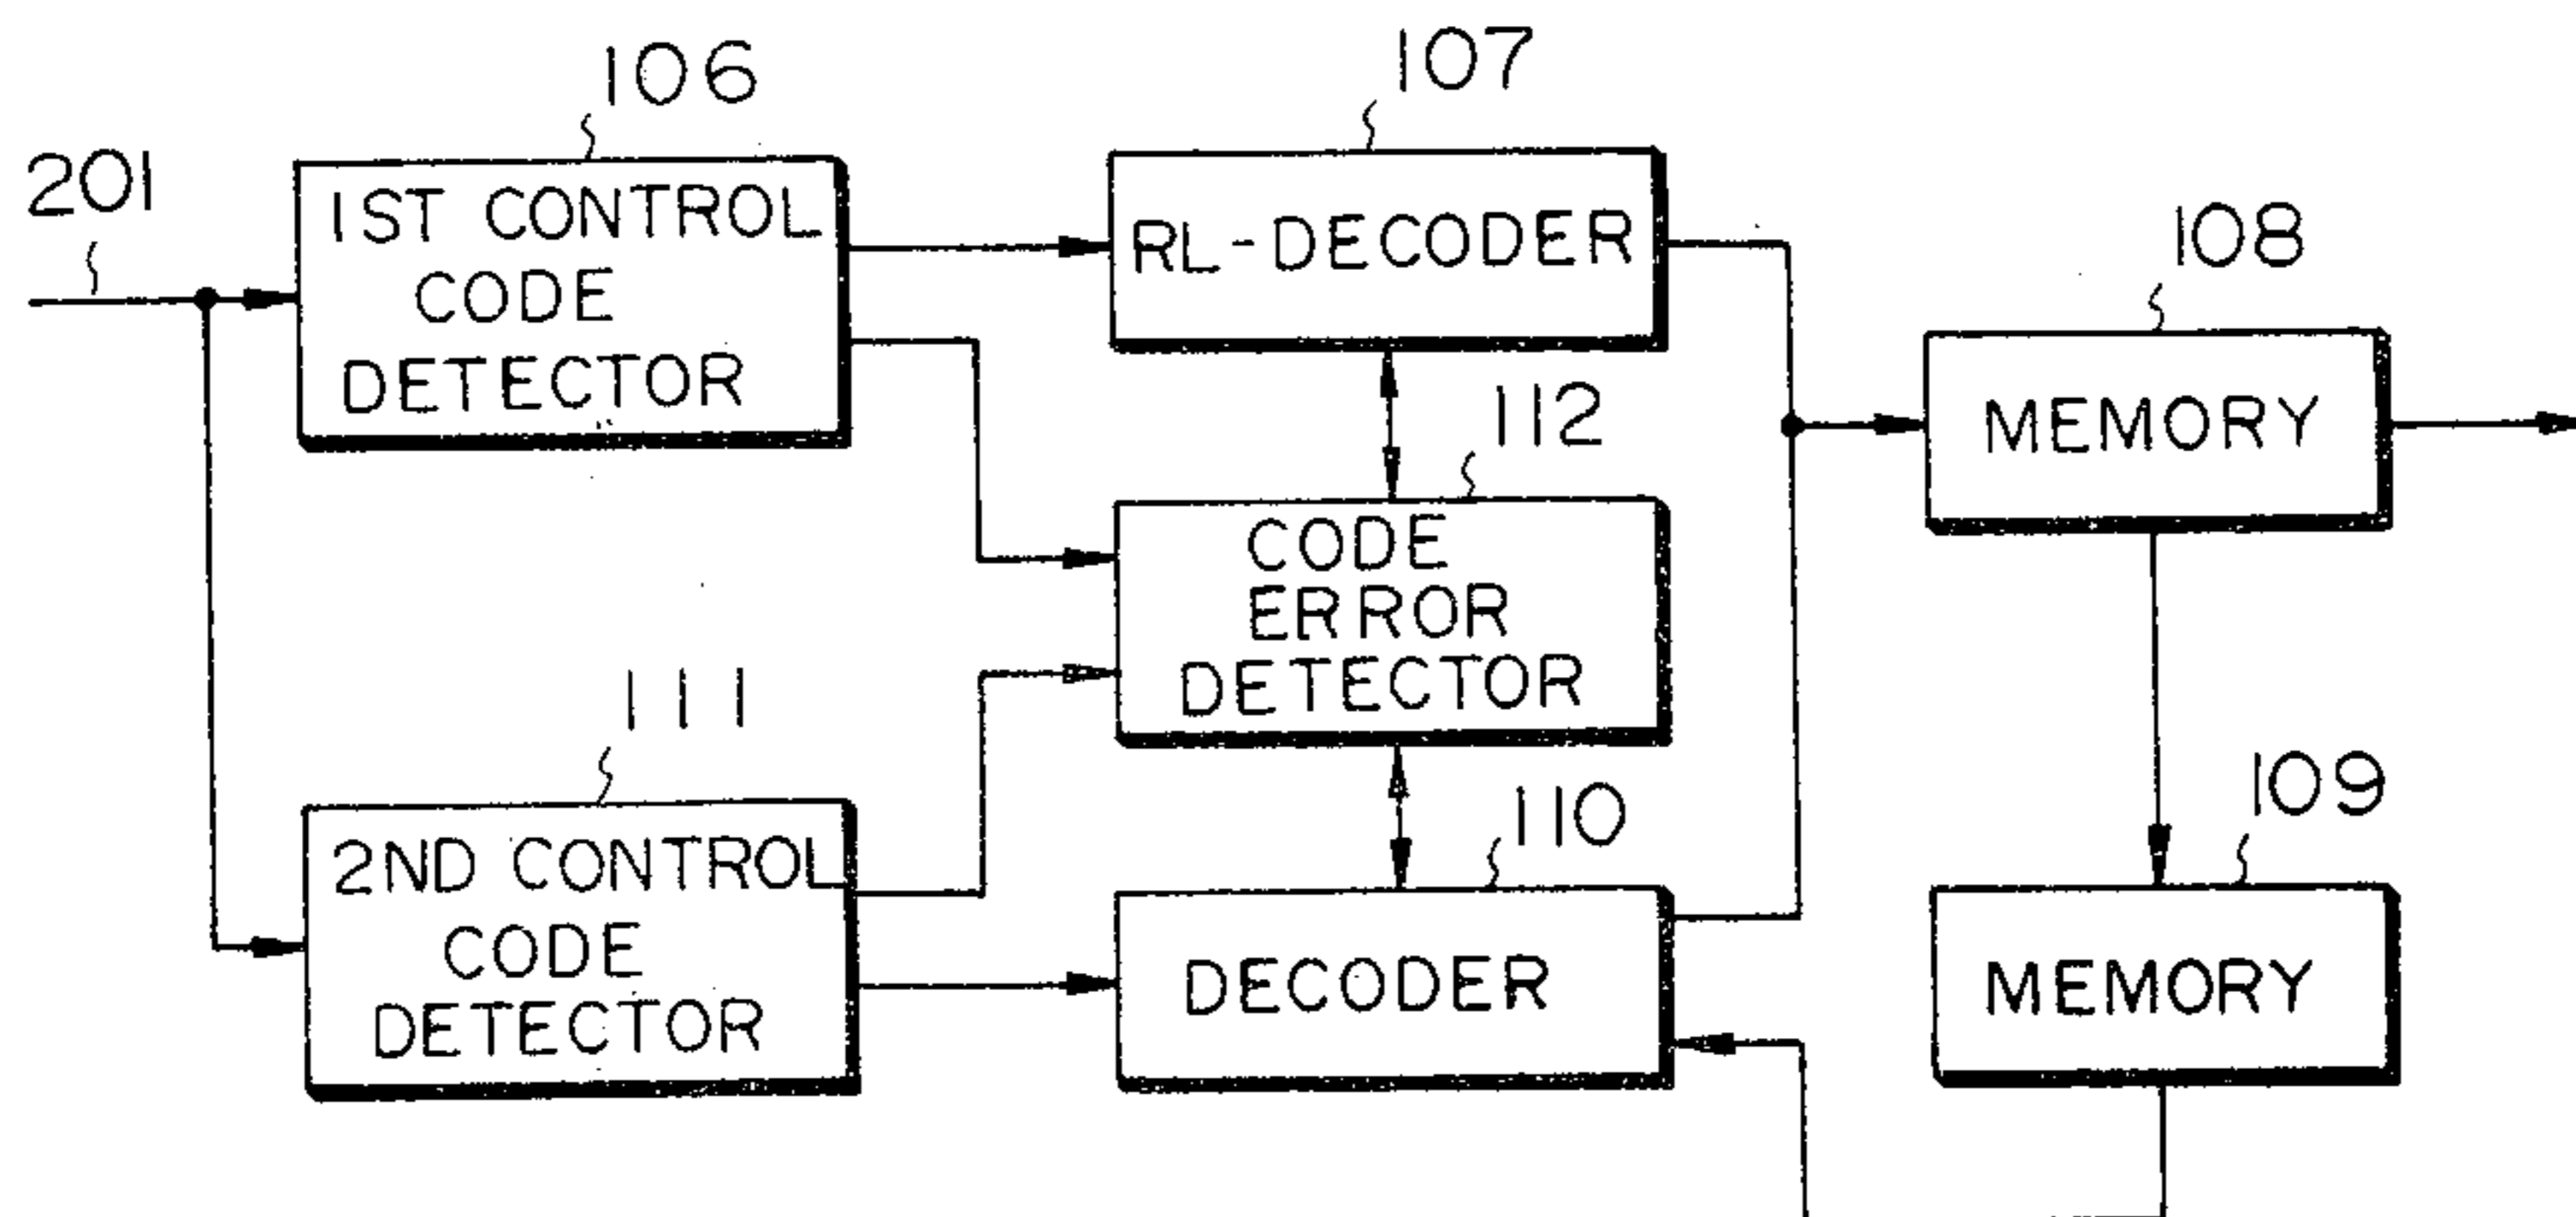 201
106
1ST CONTROL
CODE
DETECTOR
107
RL-DECODER
108
MEMORY
112
CODE
ERROR
DETECTOR
111
2ND CONTROL
CODE
DETECTOR
110
DECODER
109
MEMORY